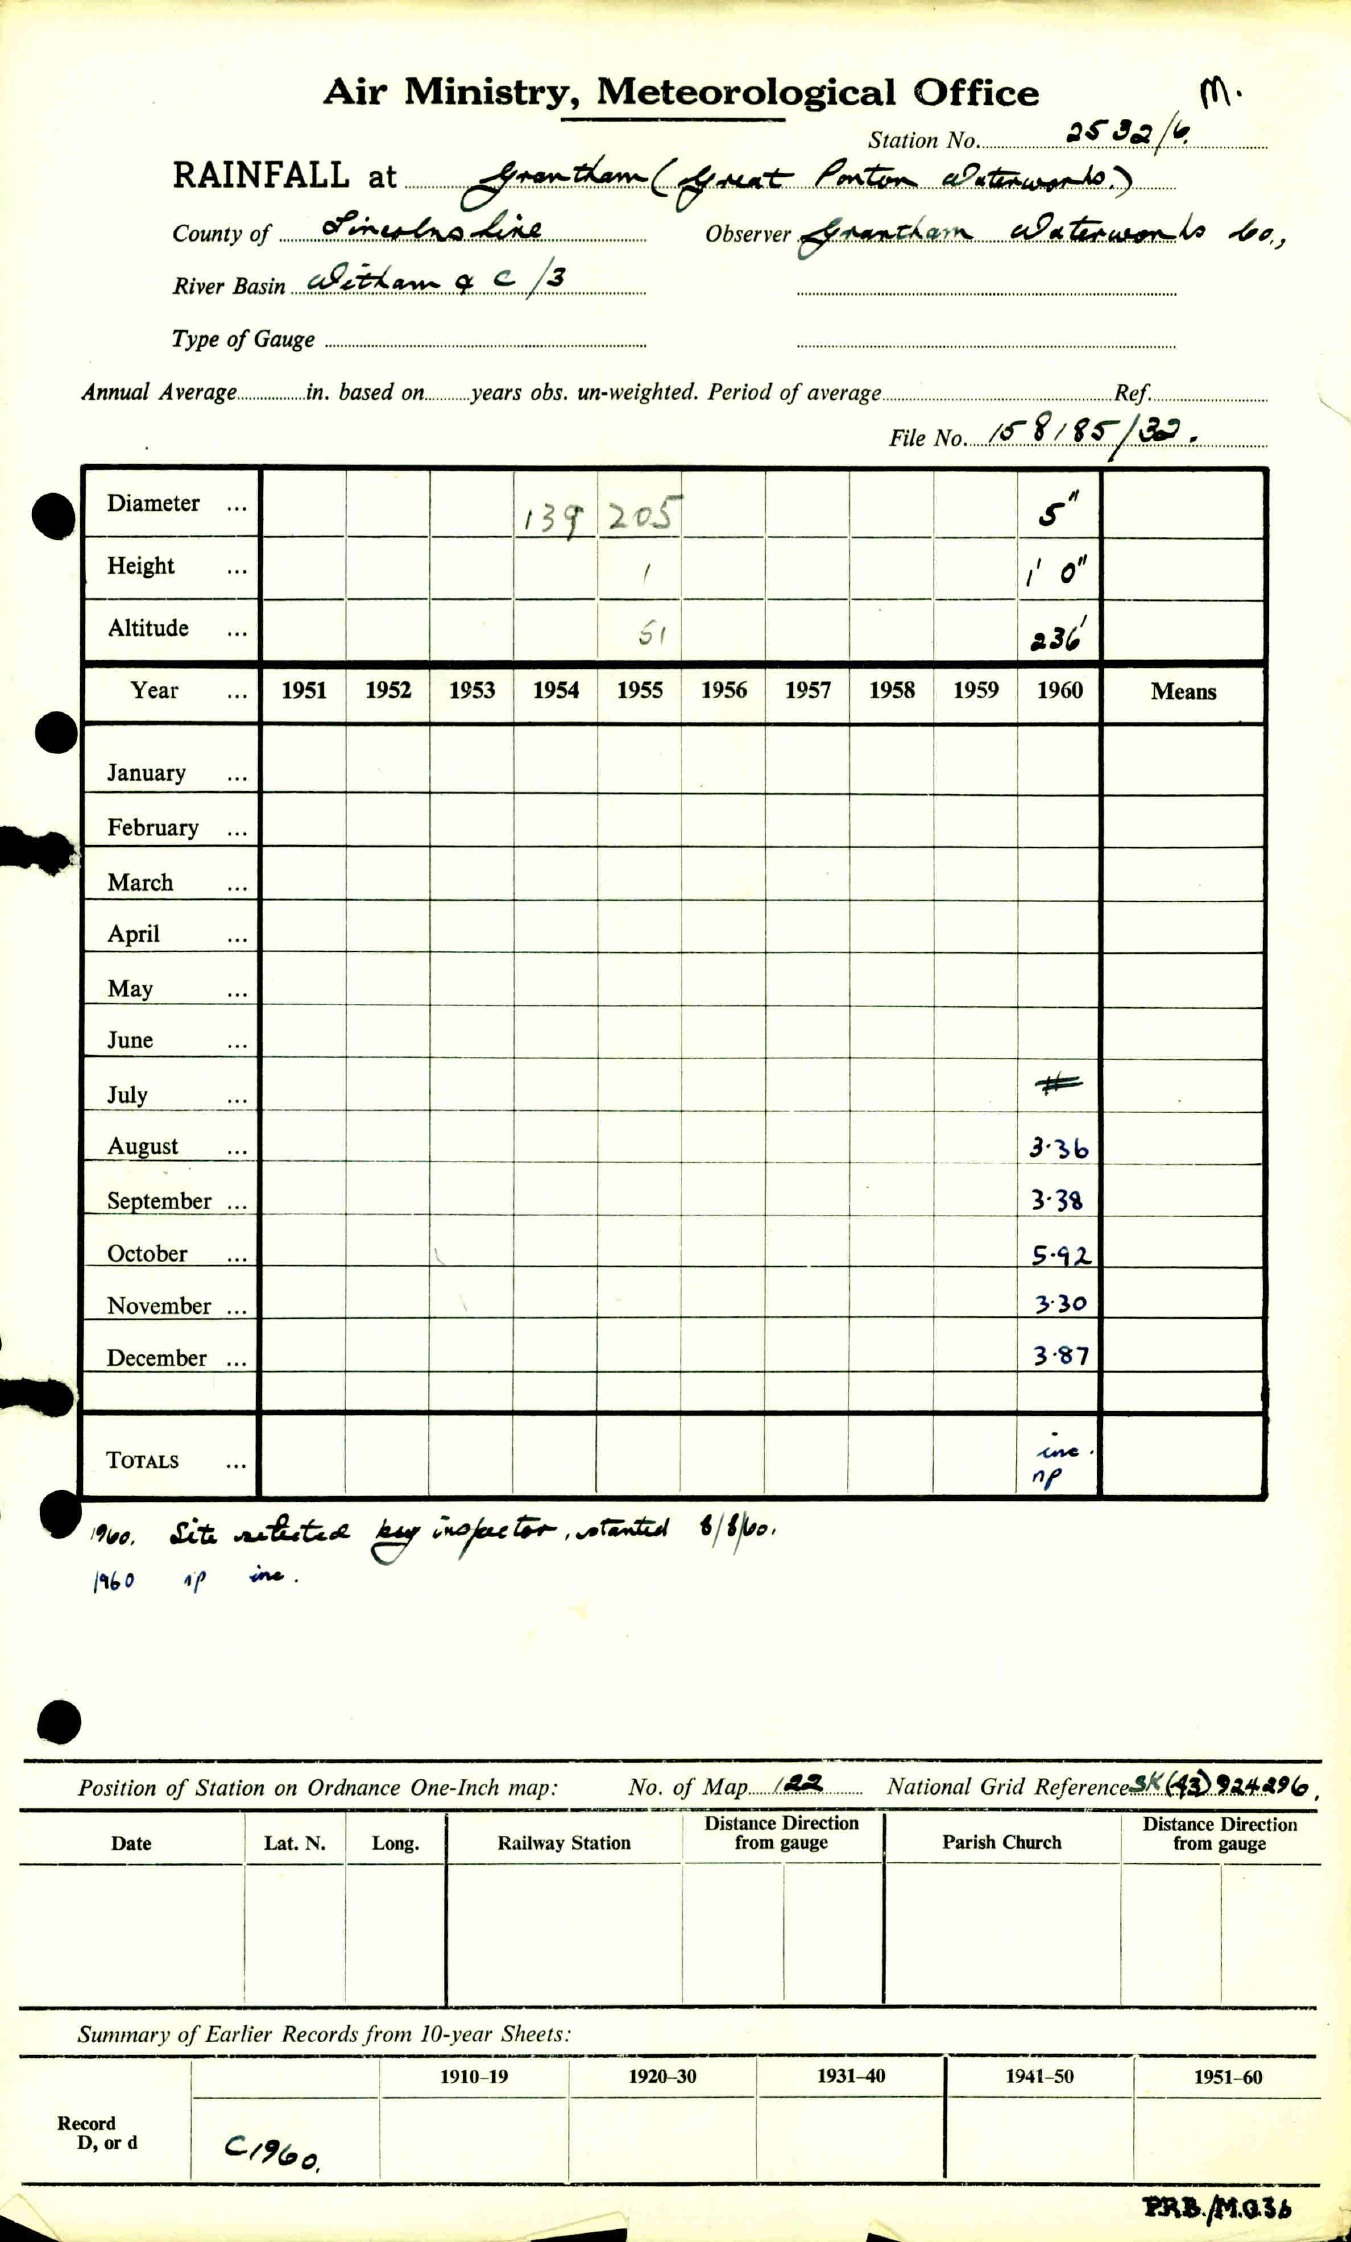 Air Ministry, Meteorological Office M.
Station No. 2532/6.
RAINFALL at Grantham (Great Ponton Waterworks.)
County of Lincolnshire Observer Grantham Waterworks Co.,
River Basin Witham & C /3
Type of Gauge
Annual Average in. based on years obs. un-weighted. Period of average Ref.
File No. 158185/32.
Diameter ... 139 205 5"
Height ... 1 1' 0"
Altitude ... 51 236'
Year ... 1951 1952 1953 1954 1955 1956 1957 1958 1959 1960 Means
January ...
February ...
March ...
April ...
May ...
June ...
July ...
August ... 3.36
September ... 3.38
October ... 5.92
November ... 3.30
December ... 3.87
TOTALS ... inc.
np
1960. Site selected by inspector, started 8/8/60.
1960 np inc.
Position of Station on Ordnance One-Inch map: No. of Map 122 National Grid Reference SK (43) 924296.
Date Lat. N. Long. Railway Station Distance Direction from gauge Parish Church Distance Direction from gauge
Summary of Earlier Records from 10-year Sheets:
1910–19 1920–30 1931–40 1941–50 1951–60
Record
D, or d C1960.
P.R.B./M.O.36